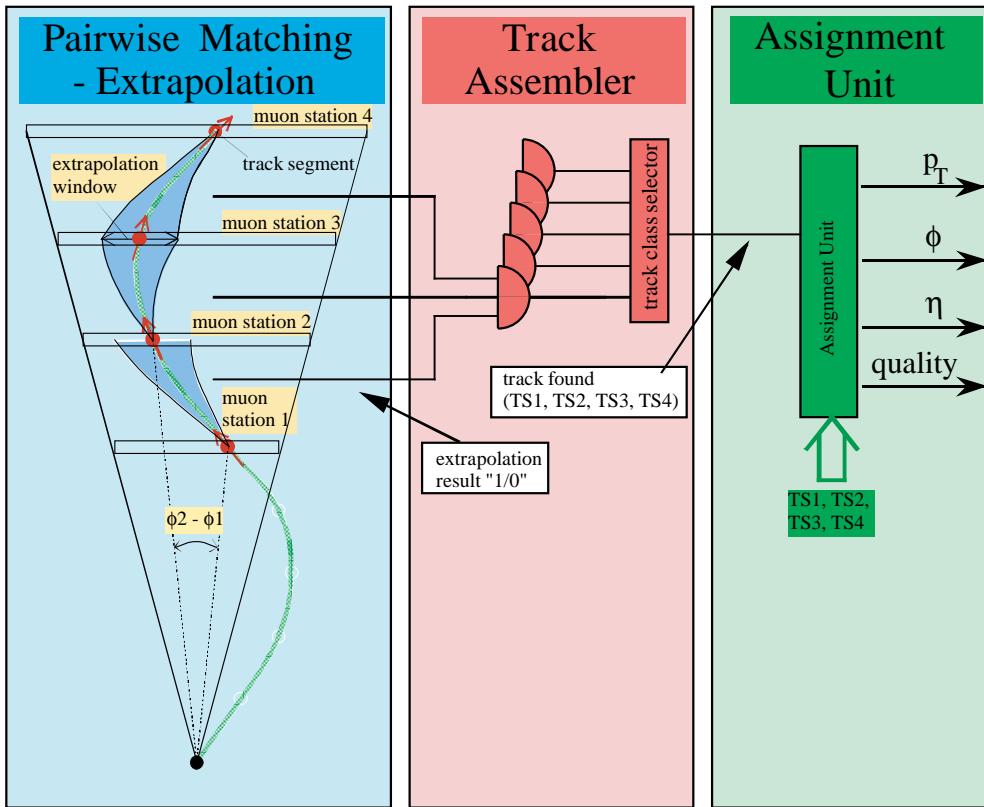 Pairwise Matching
- Extrapolation
muon station 4
track segment
extrapolation
window
muon station 3
muon station 2
muon
station 1
ϕ2 - ϕ1
extrapolation
result "1/0"
Track
Assembler
track class selector
track found
(TS1, TS2, TS3, TS4)
Assignment
Unit
Assignment Unit
pT
ϕ
η
quality
TS1, TS2,
TS3, TS4